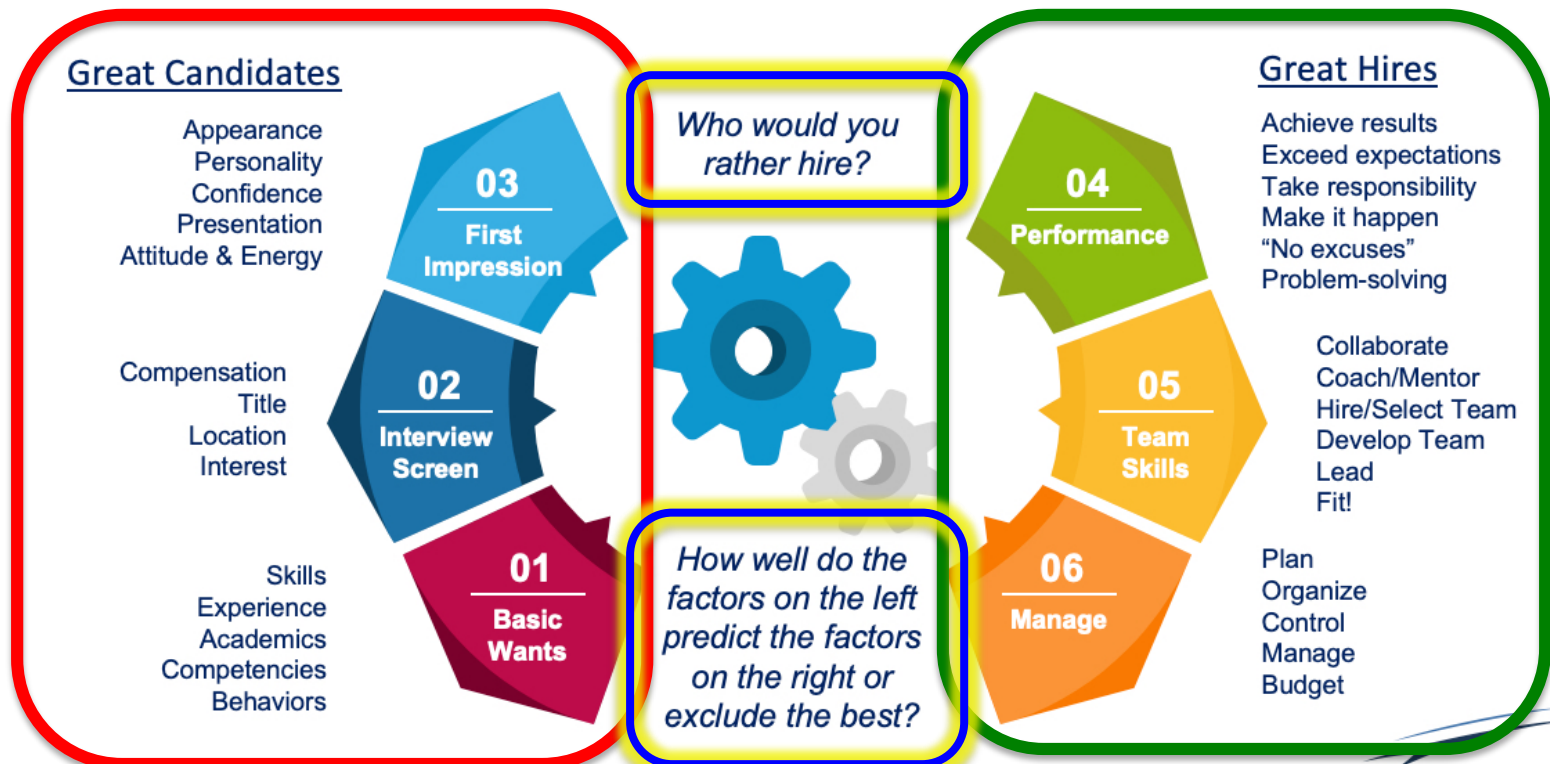 Great Candidates
Appearance
Personality
Confidence
Presentation
Attitude & Energy
03
First
Impression
Compensation
Title
Location
Interest
02
Interview
Screen
Skills
Experience
Academics
Competencies
Behaviors
01
Basic
Wants
Who would you
rather hire?
How well do the
factors on the left
predict the factors
on the right or
exclude the best?
Great Hires
04
Performance
Achieve results
Exceed expectations
Take responsibility
Make it happen
“No excuses”
Problem-solving
05
Team
Skills
Collaborate
Coach/Mentor
Hire/Select Team
Develop Team
Lead
Fit!
06
Manage
Plan
Organize
Control
Manage
Budget